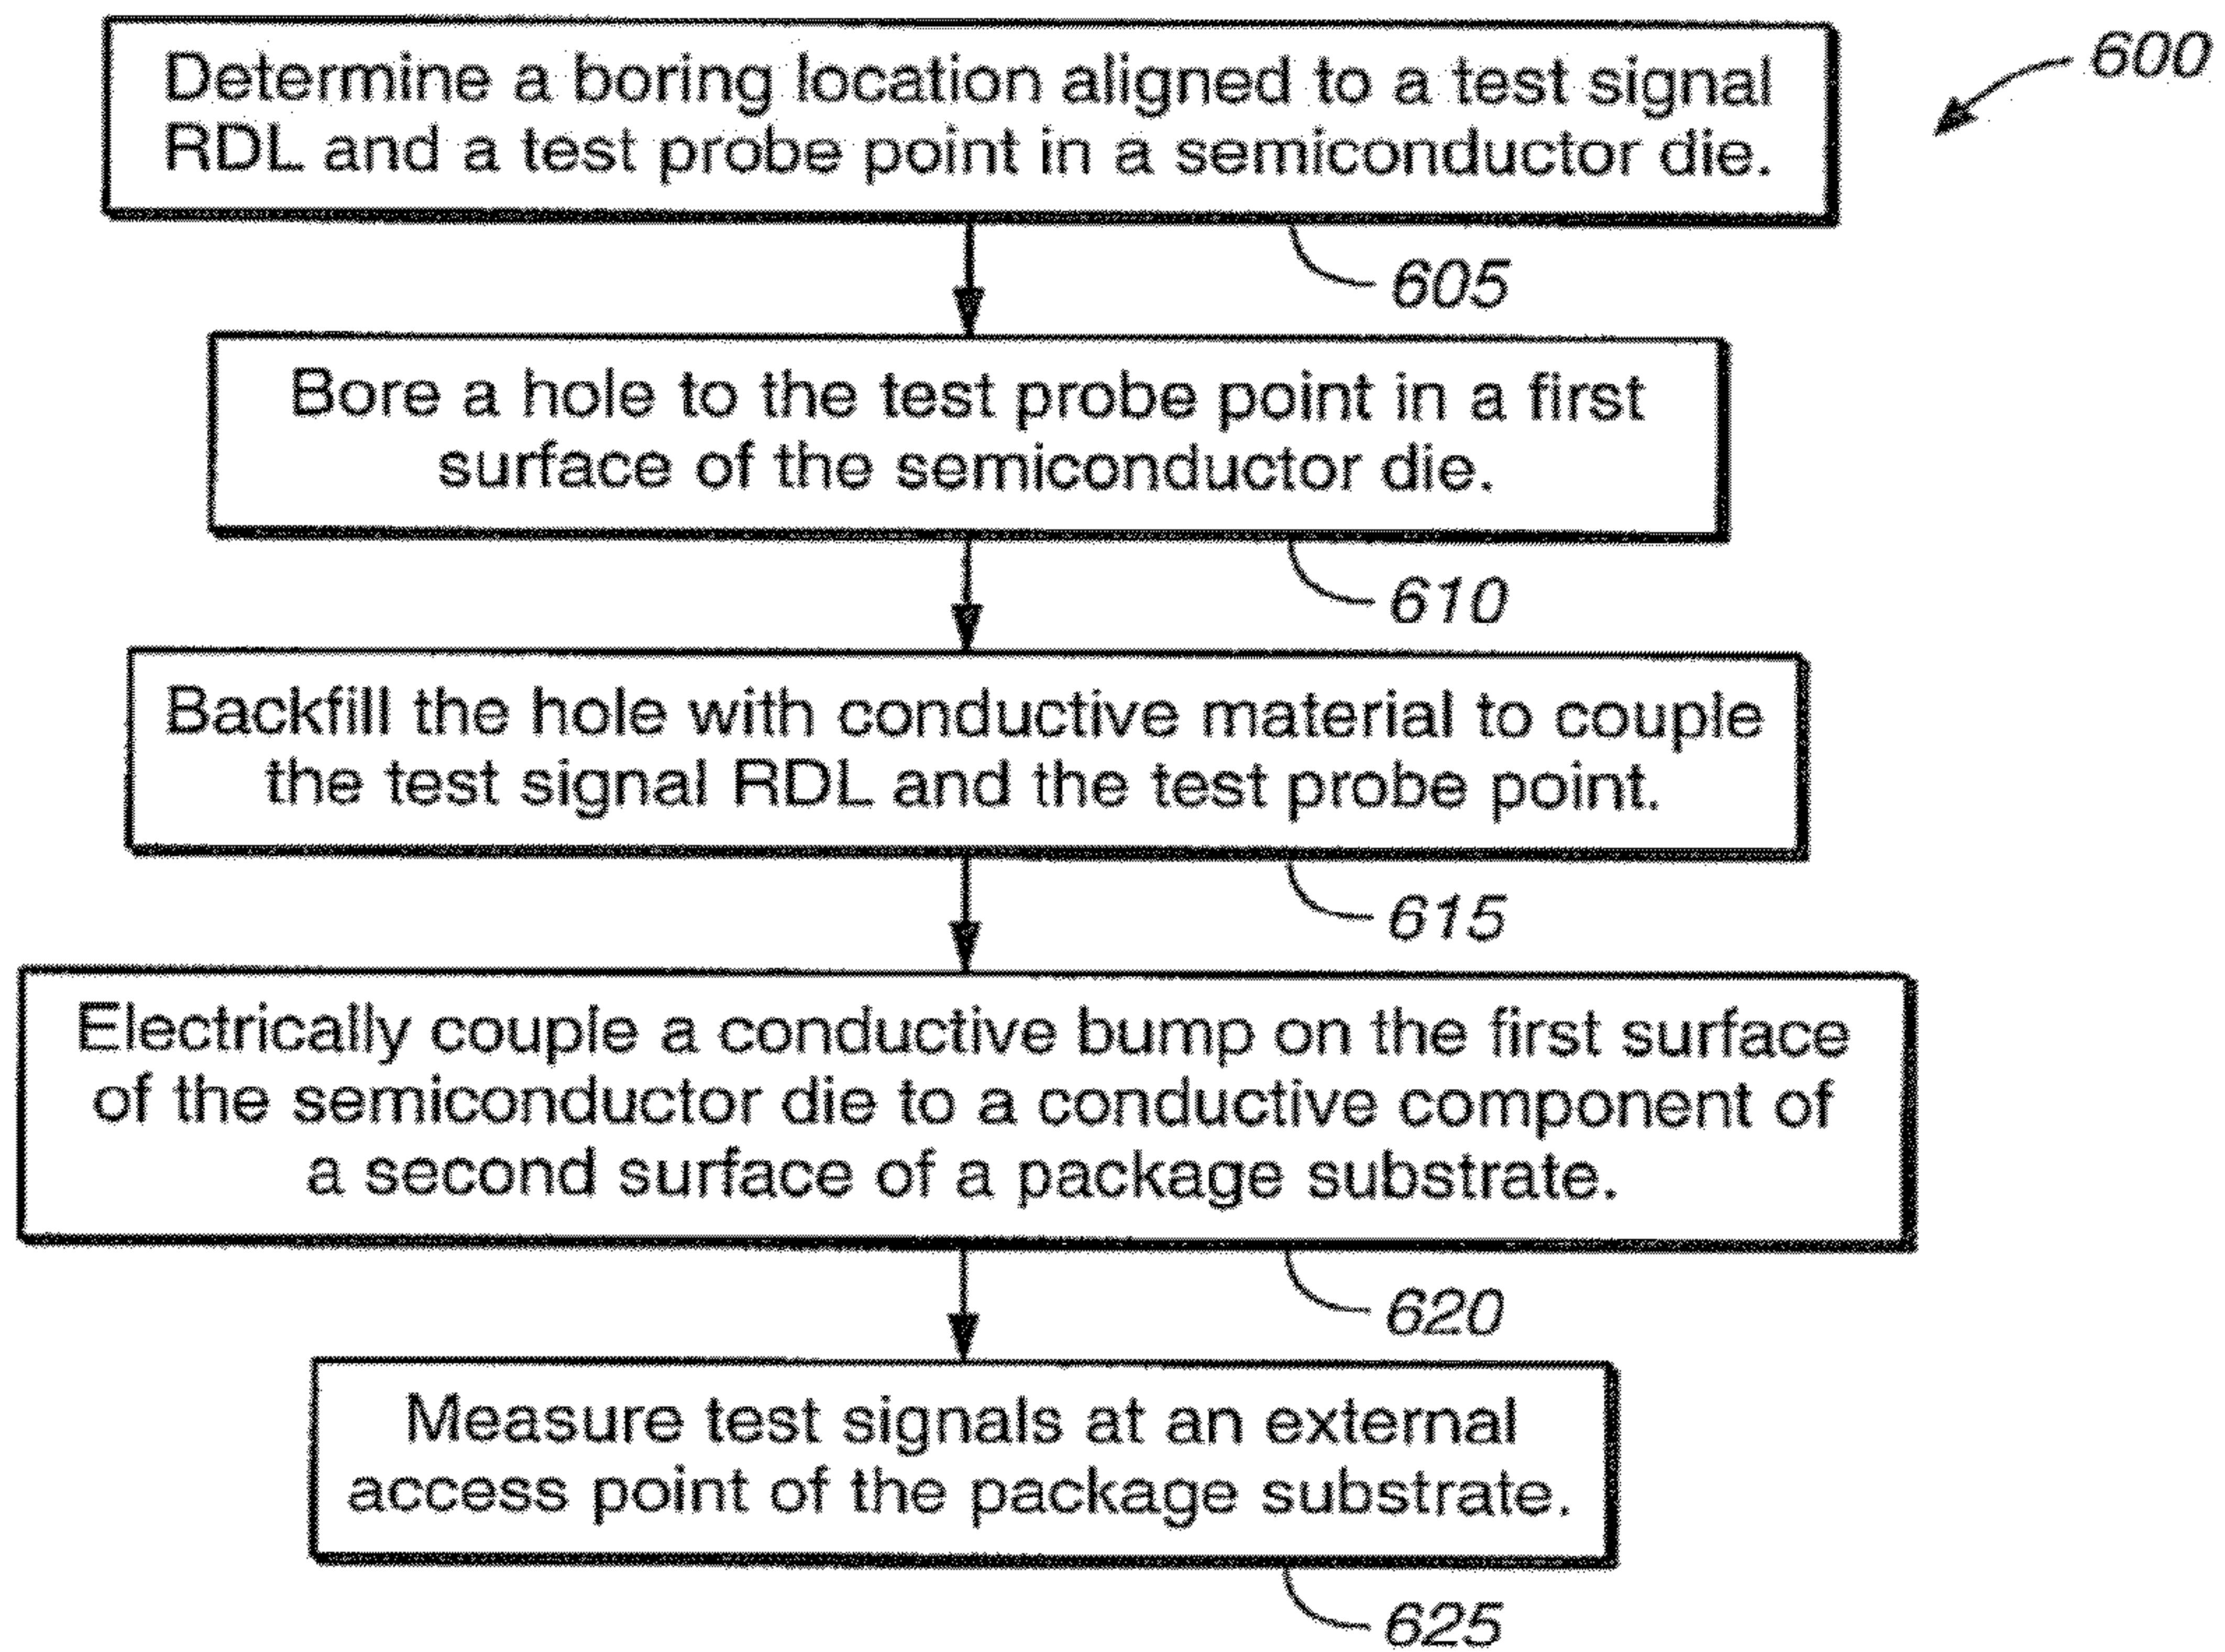 Determine a boring location aligned to a test signal
RDL and a test probe point in a semiconductor die.
600
605
Bore a hole to the test probe point in a first
surface of the semiconductor die.
610
Backfill the hole with conductive material to couple
the test signal RDL and the test probe point.
615
Electrically couple a conductive bump on the first surface
of the semiconductor die to a conductive component of
a second surface of a package substrate.
620
Measure test signals at an external
access point of the package substrate.
625